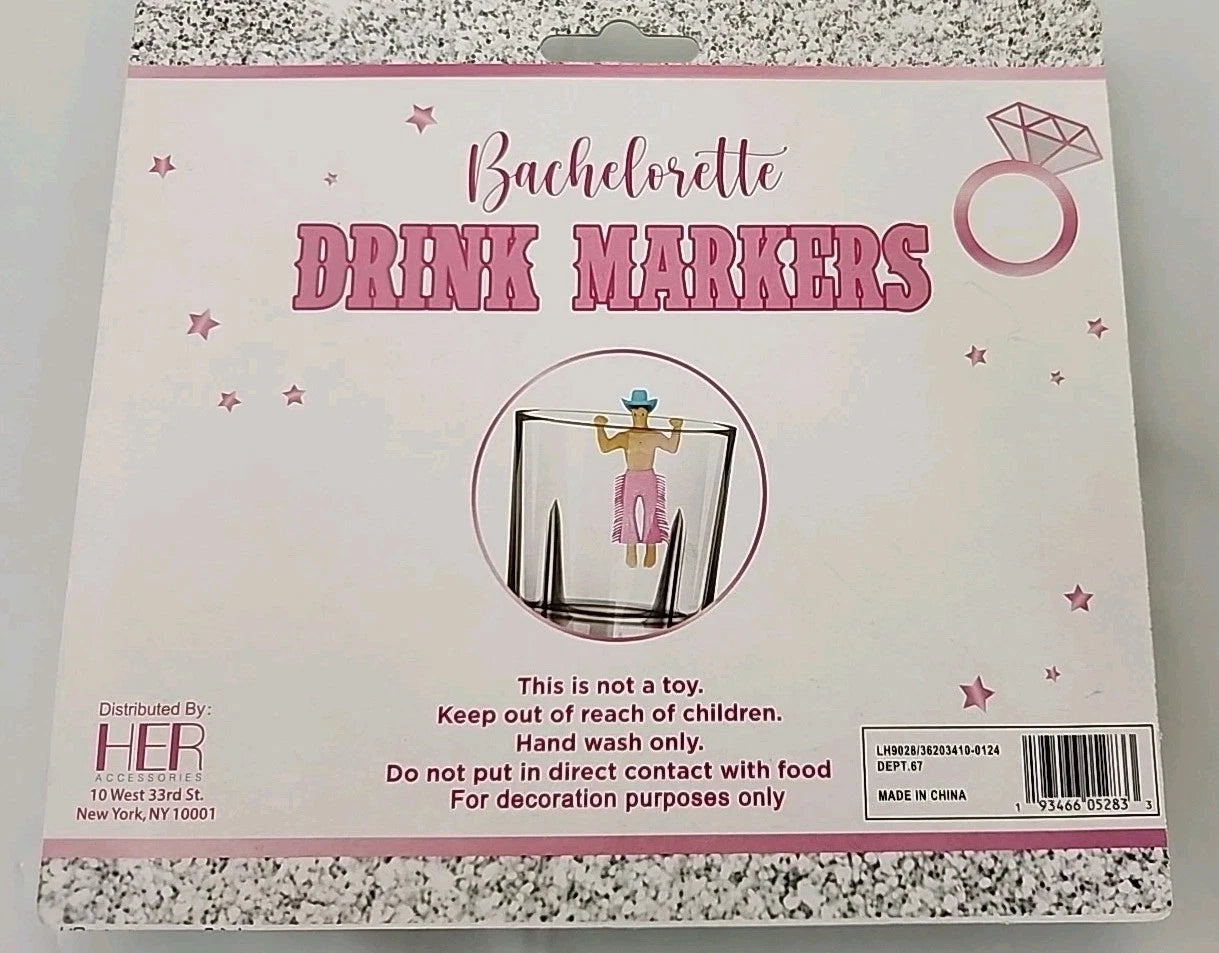 Bachelorette
DRINK MARKERS
This is not a toy.
Keep out of reach of children.
Hand wash only.
Do not put in direct contact with food
For decoration purposes only
Distributed By:
HER
ACCESSORIES
10 West 33rd St.
New York, NY 10001
LH9028/36203410-0124
DEPT.67
MADE IN CHINA
1 93466 05283 3